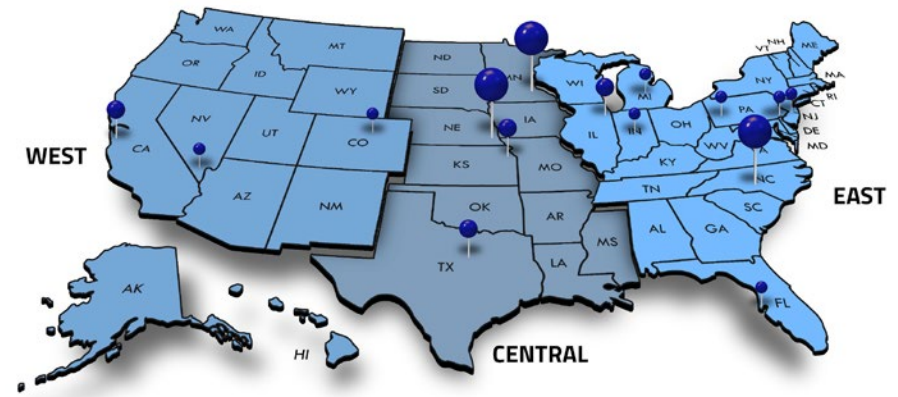 WA
MT
ND
MN
OR
ID
WY
SD
WI
MI
NY
VT
NH
ME
MA
RI
CT
NJ
DE
MD
PA
NV
UT
CO
NE
IA
IL
IN
OH
WV
CA
KS
MO
KY
NC
TN
AZ
NM
OK
AR
SC
TX
LA
MS
AL
GA
FL
AK
HI
WEST
CENTRAL
EAST